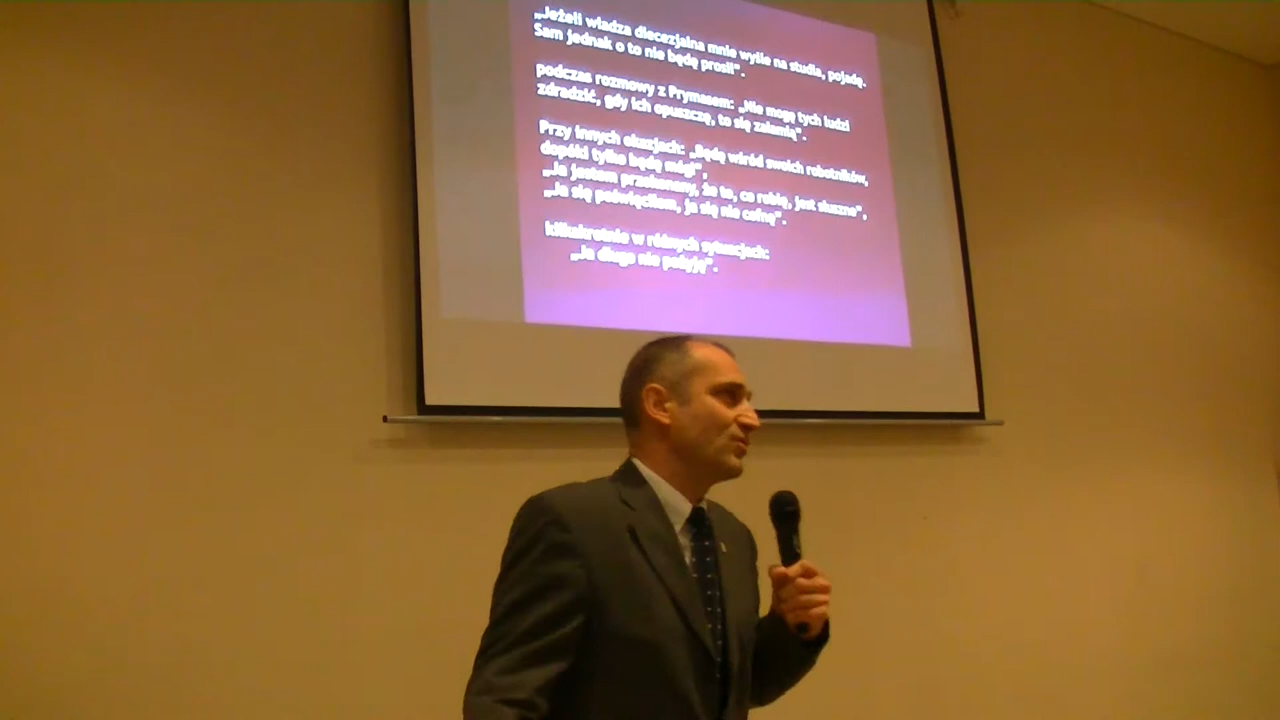 „Jeżeli władza diecezjalna mnie wyśle na studia, pojadę.
Sam jednak o to nie będę prosił".
podczas rozmowy z Prymasem: „Nie mogę tych ludzi
zdradzić, gdy ich opuszczę, to się załamią".
Przy innych okazjach: „Będę wśród swoich robotników,
dopóki tylko będę mógł",
„Ja jestem przekonany, że to, co robię, jest słuszne",
„Ja się poświęciłem, ja się nie cofnę".
kilkukrotnie w różnych sytuacjach:
„Ja długo nie pożyję".